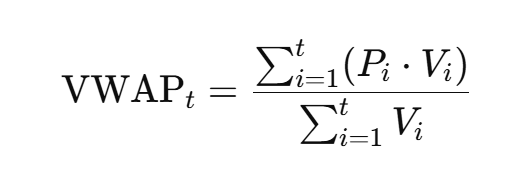 VWAP_t = \frac{\sum_{i=1}^{t}(P_i \cdot V_i)}{\sum_{i=1}^{t} V_i}